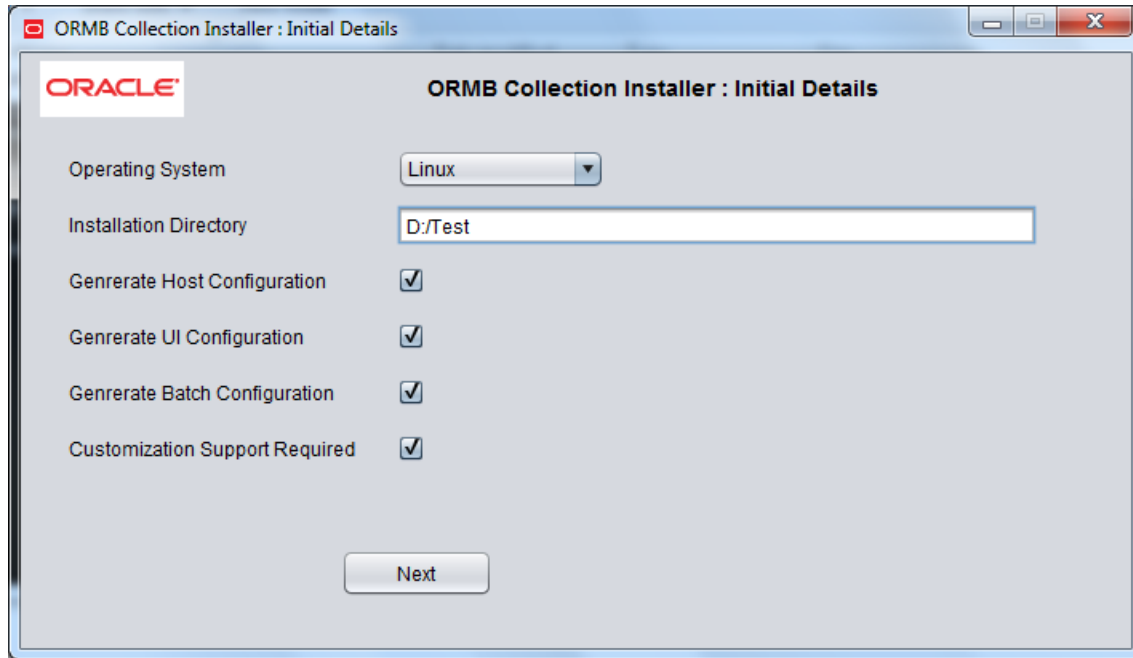 ORMB Collection Installer : Initial Details
ORACLE®
ORMB Collection Installer : Initial Details
Operating System
Linux
Installation Directory
D:/Test
Genrerate Host Configuration
Genrerate UI Configuration
Genrerate Batch Configuration
Customization Support Required
Next